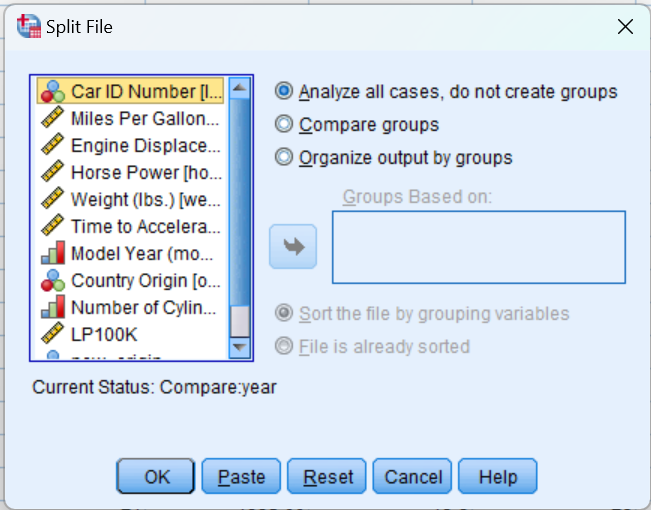 Split File
Car ID Number [I...
Miles Per Gallon...
Engine Displace...
Horse Power [ho...
Weight (lbs.) [we...
Time to Accelera...
Model Year (mo...
Country Origin [o...
Number of Cylin...
LP100K
Analyze all cases, do not create groups
Compare groups
Organize output by groups
Groups Based on:
Sort the file by grouping variables
File is already sorted
Current Status: Compare:year
OK
Paste
Reset
Cancel
Help